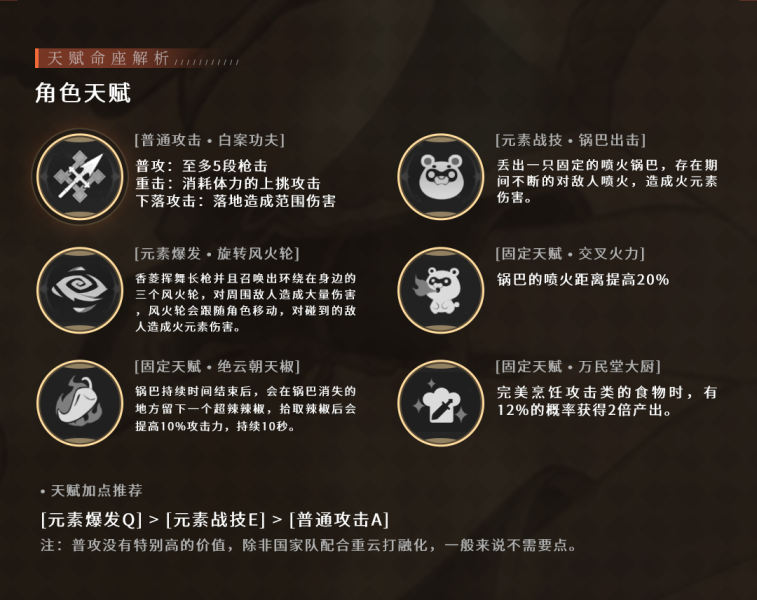 天赋命座解析
角色天赋
[普通攻击•白案功夫]
普攻：至多5段枪击
重击：消耗体力的上挑攻击
下落攻击：落地造成范围伤害
[元素战技•锅巴出击]
丢出一只固定的喷火锅巴，存在期
间不断的对敌人喷火，造成火元素
伤害。
[元素爆发•旋转风火轮]
香菱挥舞长枪并且召唤出环绕在身边的
三个风火轮，对周围敌人造成大量伤害
，风火轮会跟随角色移动，对碰到的敌
人造成火元素伤害。
[固定天赋•交叉火力]
锅巴的喷火距离提高20%
[固定天赋•绝云朝天椒]
锅巴持续时间结束后，会在锅巴消失的
地方留下一个超辣辣椒，拾取辣椒后会
提高10%攻击力，持续10秒。
[固定天赋•万民堂大厨]
完美烹饪攻击类的食物时，有
12%的概率获得2倍产出。
•天赋加点推荐
[元素爆发Q] > [元素战技E] > [普通攻击A]
注：普攻没有特别高的价值，除非国家队配合重云打融化，一般来说不需要点。